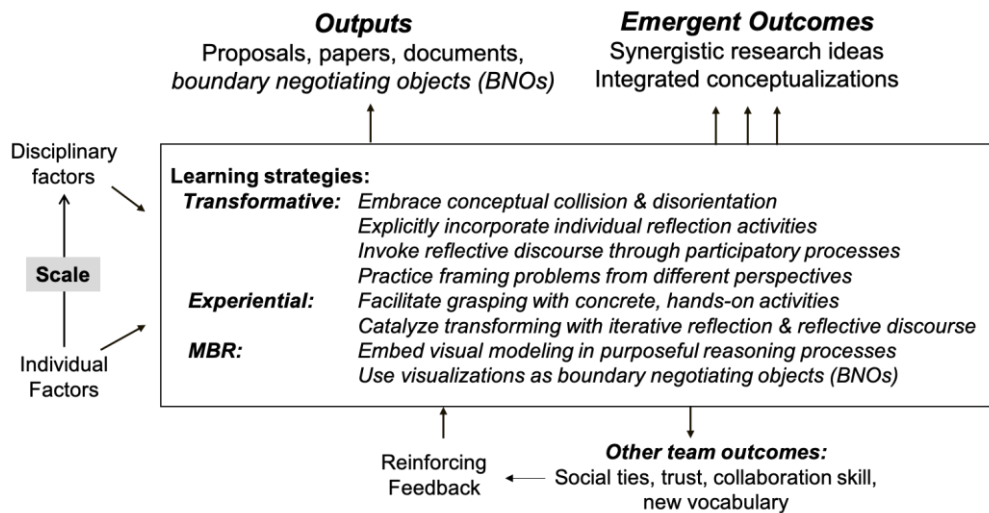 Outputs
Proposals, papers, documents,
boundary negotiating objects (BNOs)
Emergent Outcomes
Synergistic research ideas
Integrated conceptualizations
Disciplinary
factors
Scale
Individual
Factors
Learning strategies:
Transformative: Embrace conceptual collision & disorientation
Explicitly incorporate individual reflection activities
Invoke reflective discourse through participatory processes
Practice framing problems from different perspectives
Experiential: Facilitate grasping with concrete, hands-on activities
Catalyze transforming with iterative reflection & reflective discourse
MBR: Embed visual modeling in purposeful reasoning processes
Use visualizations as boundary negotiating objects (BNOs)
Reinforcing
Feedback
Other team outcomes:
Social ties, trust, collaboration skill,
new vocabulary